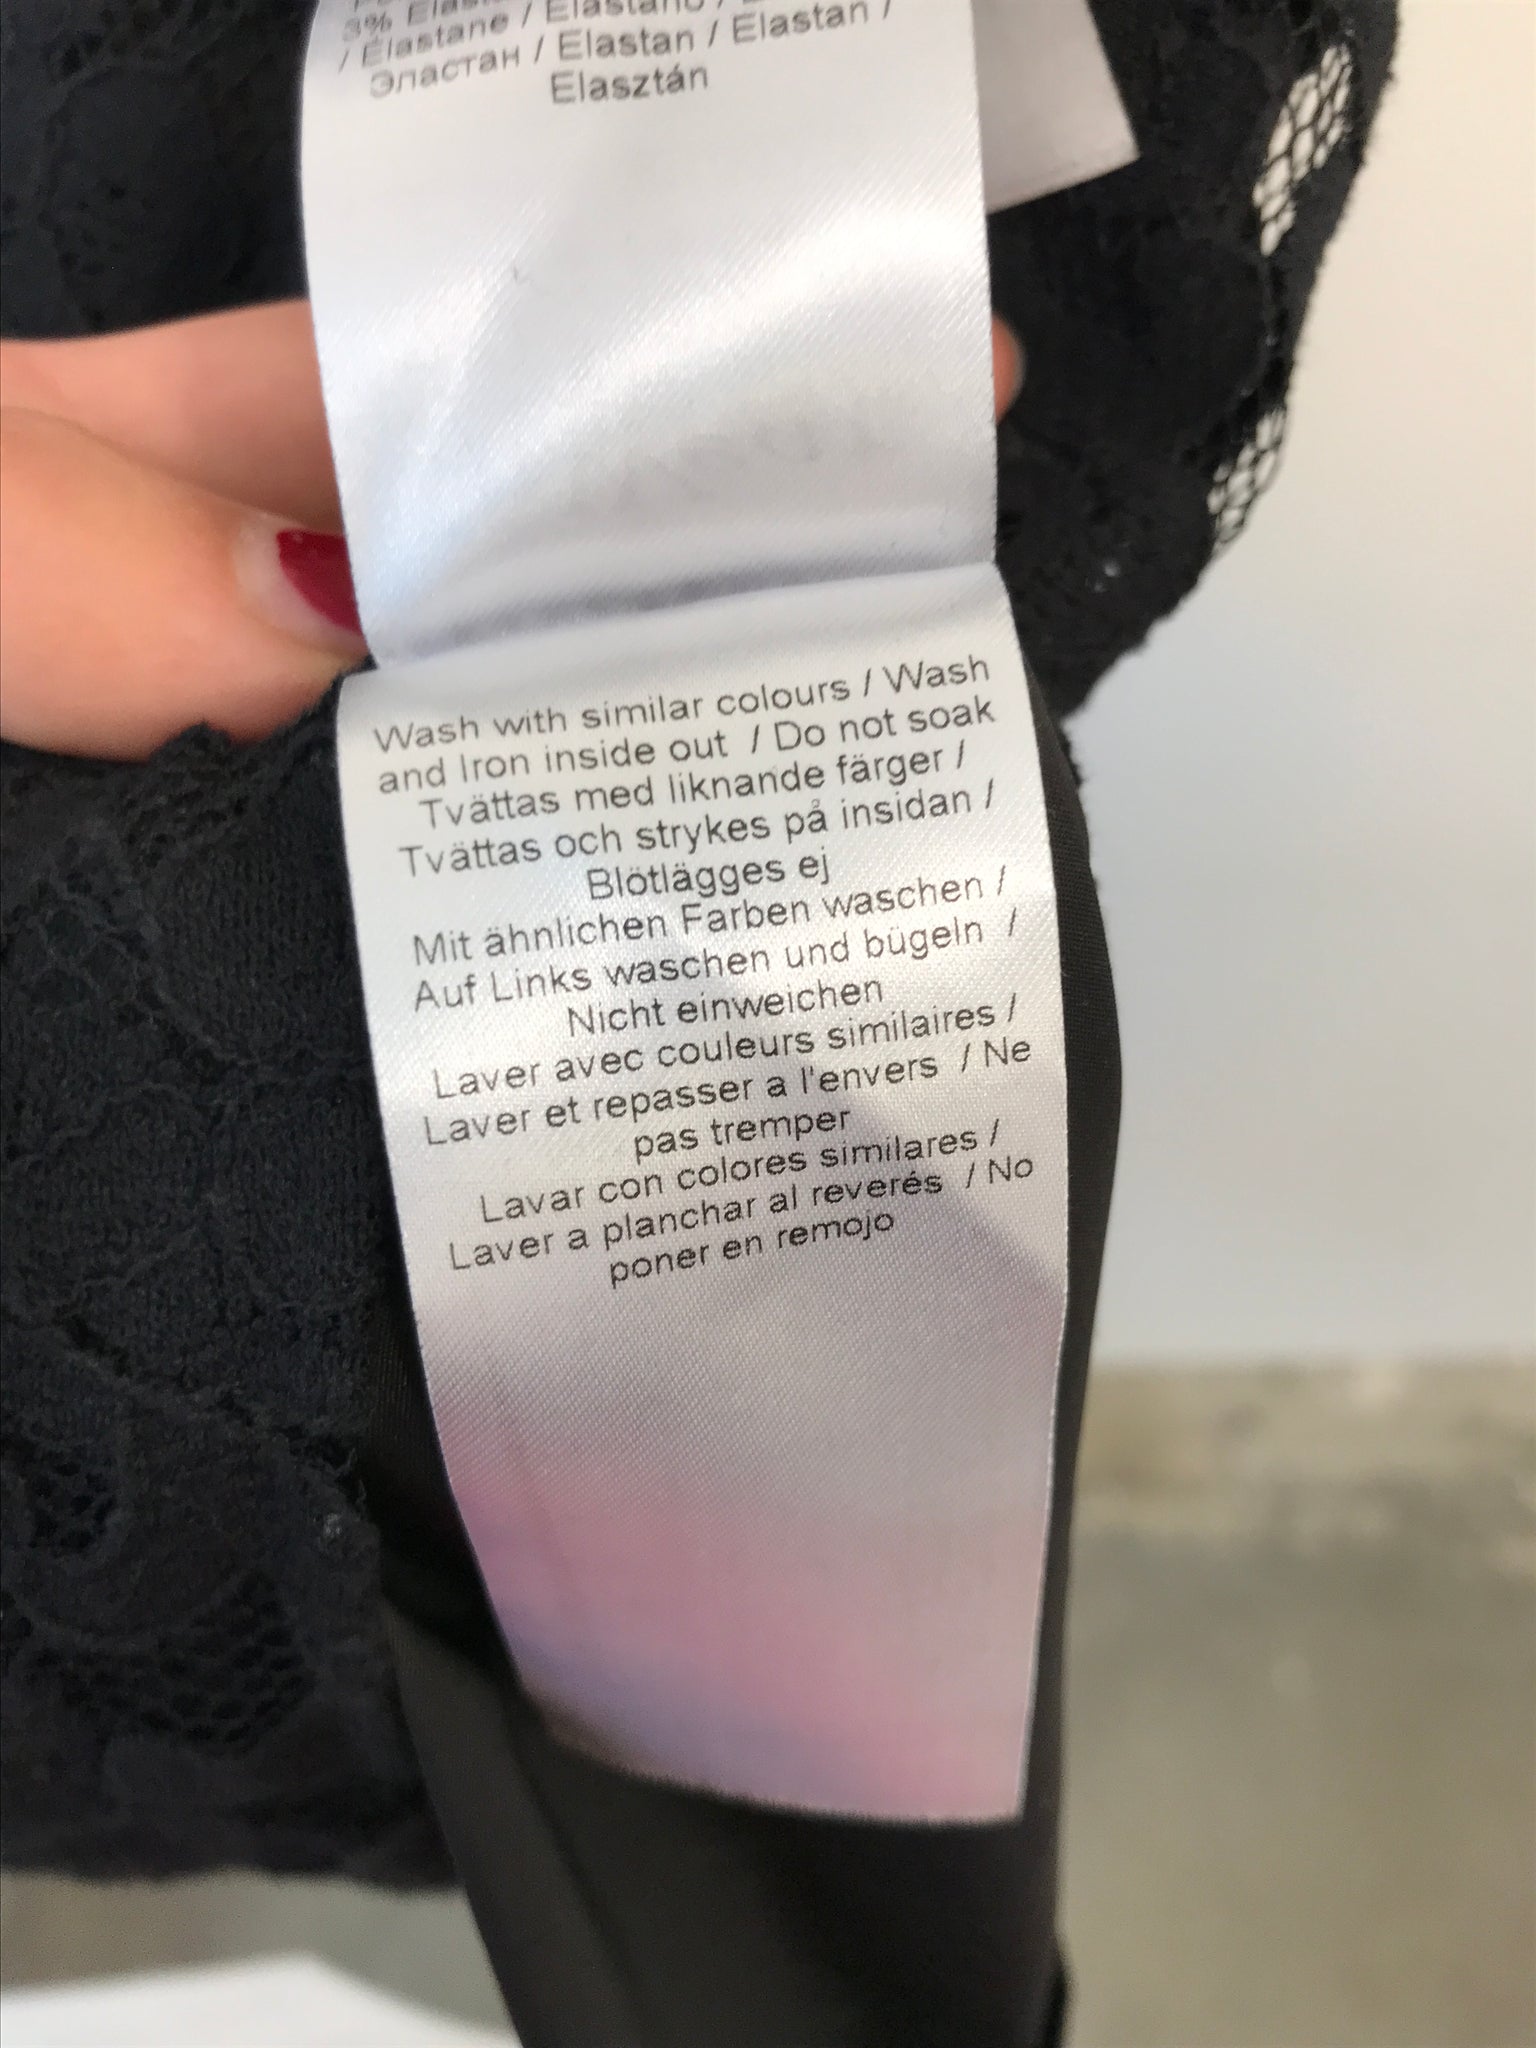 3%
/ Elastane / Elastano /
Эластан / Elastan / Elastan /
Elasztán
Wash with similar colours / Wash
and Iron inside out / Do not soak
Tvättas med liknande färger /
Tvättas och strykes på insidan /
Blötlägges ej
Mit ähnlichen Farben waschen /
Auf Links waschen und bügeln /
Nicht einweichen
Laver avec couleurs similaires /
Laver et repasser a l'envers / Ne
pas tremper
Lavar con colores similares /
Laver a planchar al reverés / No
poner en remojo